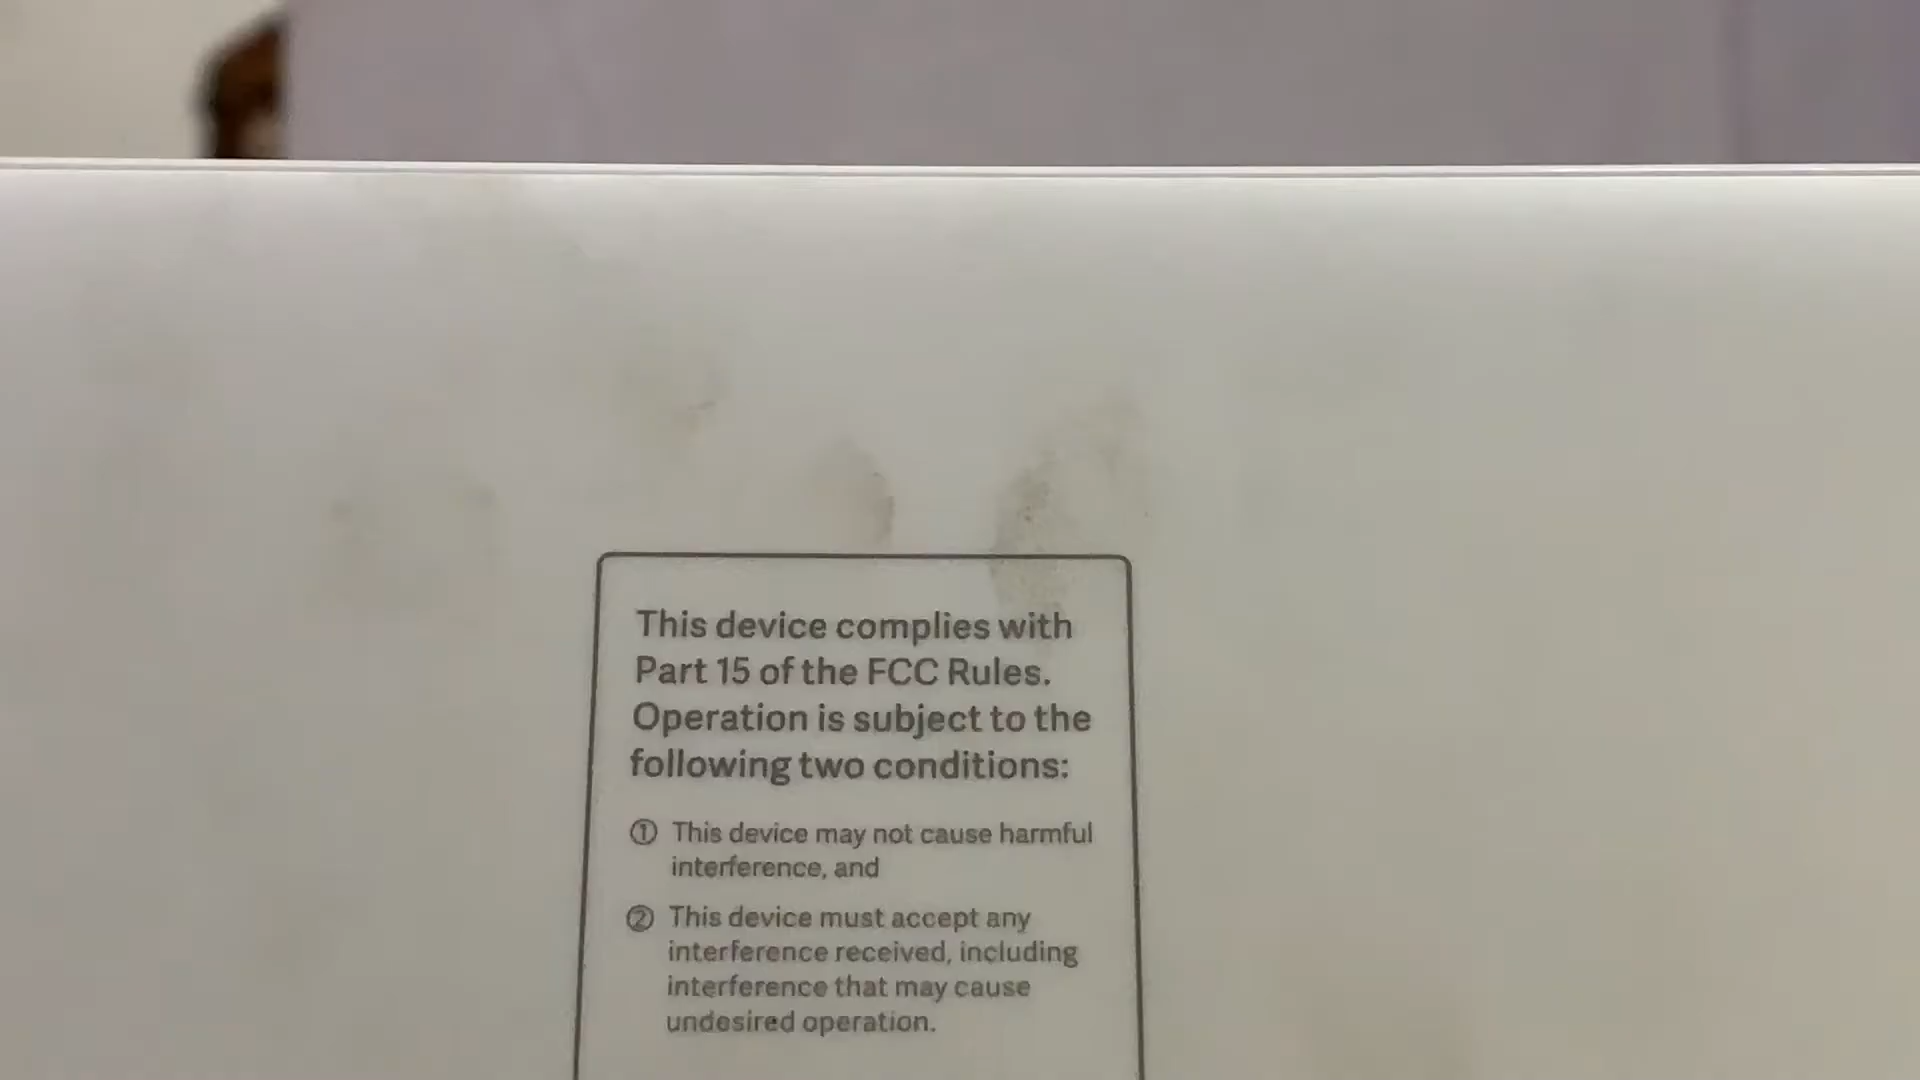 This device complies with
Part 15 of the FCC Rules.
Operation is subject to the
following two conditions:
① This device may not cause harmful
interference, and
② This device must accept any
interference received, including
interference that may cause
undesired operation.